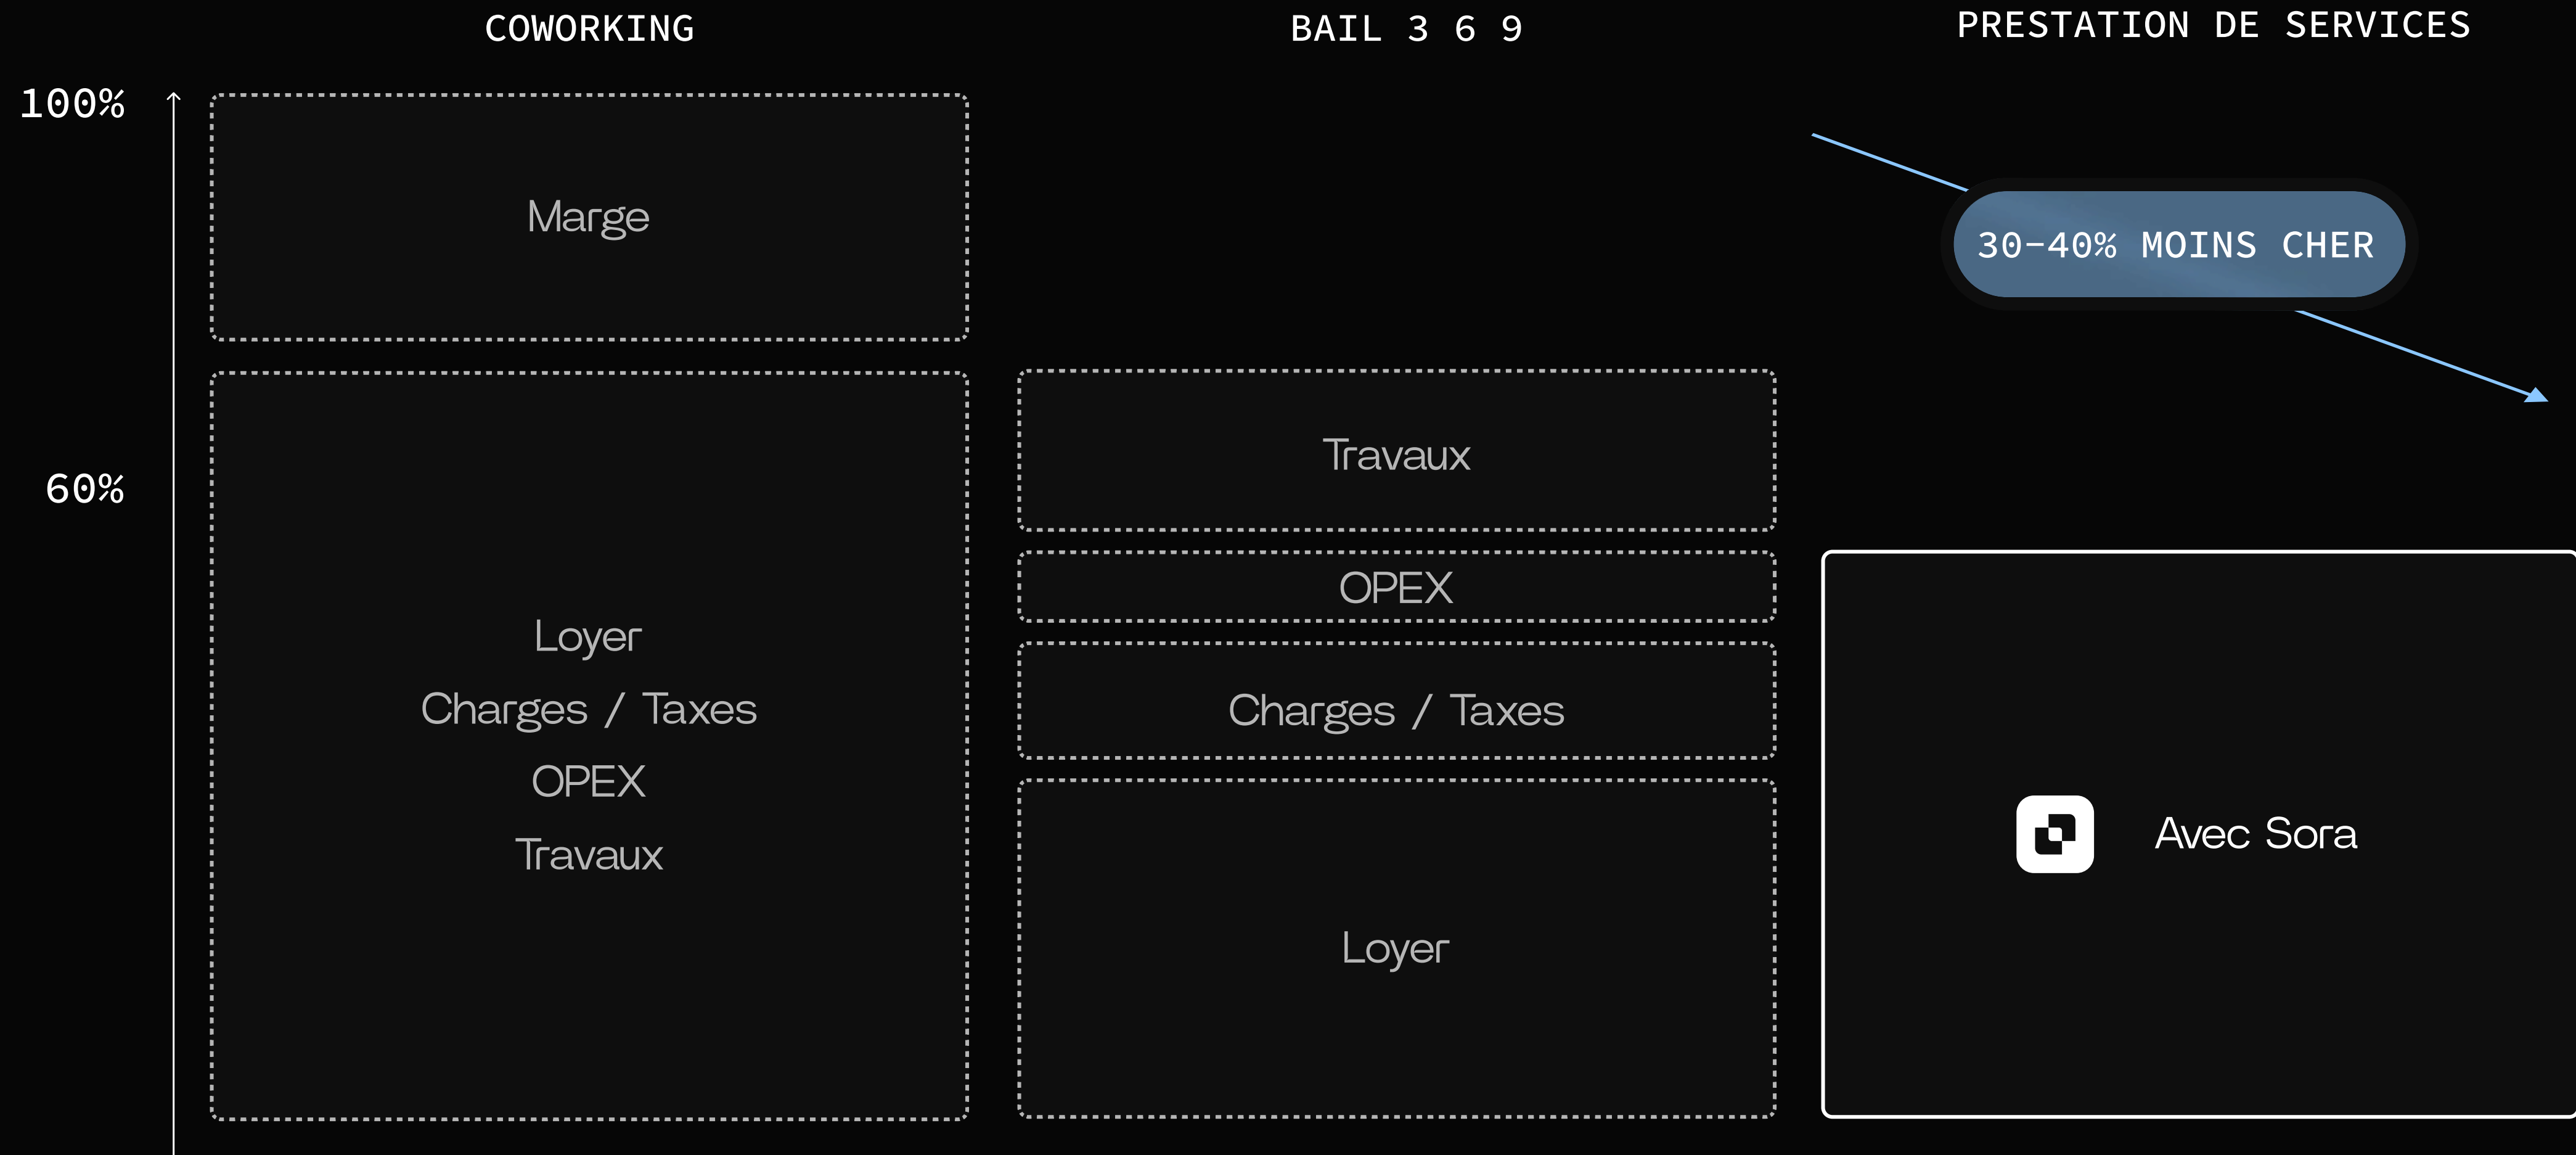 COWORKING
BAIL 3 6 9
PRESTATION DE SERVICES
100%
Marge
30-40% MOINS CHER
60%
Loyer
Charges / Taxes
OPEX
Travaux
Travaux
OPEX
Charges / Taxes
Loyer
Avec Sora